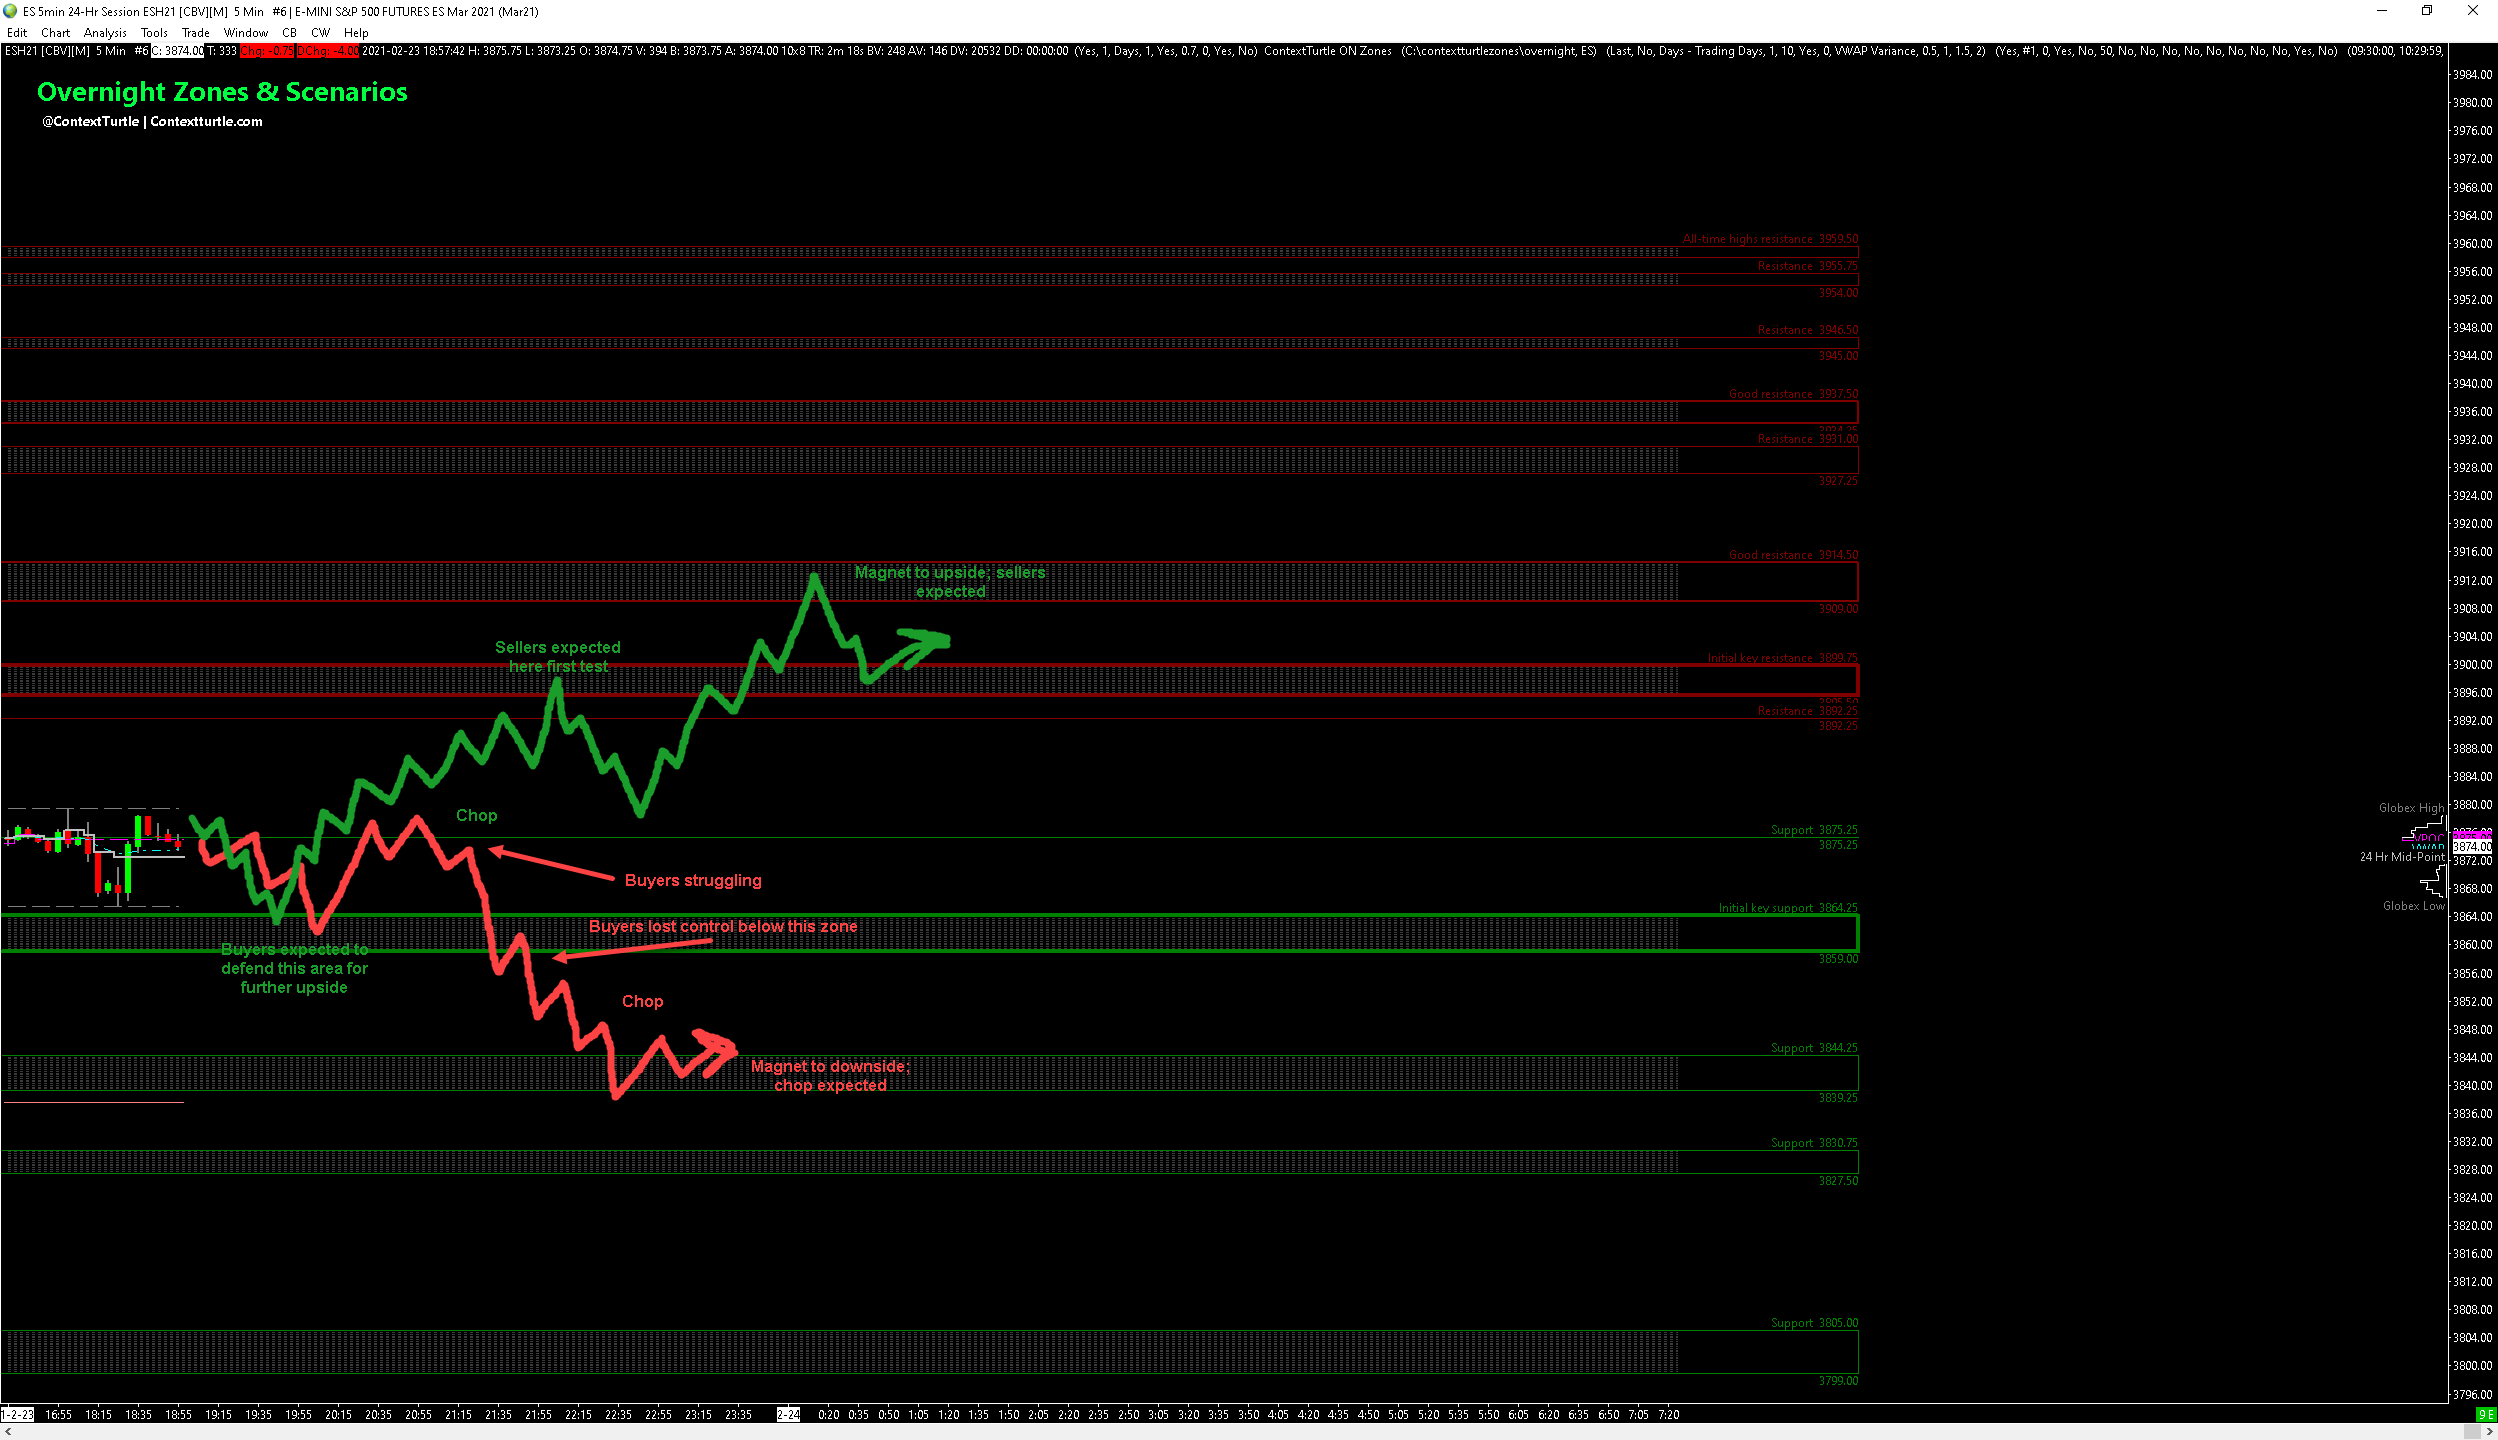 ES 5min 24-Hr Session ESH21 [CBV][M]  5 Min   #6 | E-MINI S&P 500 FUTURES ES Mar 2021 (Mar21)
Edit Chart Analysis Tools Trade Window CB CW Help
ESH21 [CBV][M]  5 Min   #6 C: 3874.00 T: 333 Chg: -0.75 DChg: -4.00 2021-02-23 18:57:42 H: 3875.75 L: 3873.25 O: 3874.75 V: 394 B: 3873.75 A: 3874.00 10x8 TR: 2m 18s BV: 248 AV: 146 DV: 20532 DD: 00:00:00  (Yes, 1, Days, 1, Yes, 0.7, 0, Yes, No)  ContextTurtle ON Zones   (C:\contextturtlezones\overnight, ES)   (Last, No, Days - Trading Days, 1, 10, Yes, 0, VWAP Variance, 0.5, 1, 1.5, 2)   (Yes, #1, 0, Yes, No, 50, No, No, No, No, No, No, No, No, Yes, No)   (09:30:00, 10:29:59,
Overnight Zones & Scenarios
@ContextTurtle | Contextturtle.com
All-time highs resistance  3959.50
Resistance  3955.75
3954.00
Resistance  3946.50
3945.00
Good resistance  3937.50
Resistance  3931.00
3927.25
Good resistance  3914.50
Magnet to upside; sellers
expected
3909.00
Sellers expected
here first test
Initial key resistance  3899.75
3895.50
Resistance  3892.25
3892.25
Chop
Support  3875.25
3875.25
Buyers struggling
Initial key support  3864.25
Buyers lost control below this zone
Buyers expected to
defend this area for
further upside
3859.00
Chop
Support  3844.25
Magnet to downside;
chop expected
3839.25
Support  3830.75
3827.50
Support  3805.00
3799.00
Globex High
VPOC
VWAP
24 Hr Mid-Point
Globex Low
3984.00
3980.00
3976.00
3972.00
3968.00
3964.00
3960.00
3956.00
3952.00
3948.00
3944.00
3940.00
3936.00
3932.00
3928.00
3924.00
3920.00
3916.00
3912.00
3908.00
3904.00
3900.00
3896.00
3892.00
3888.00
3884.00
3880.00
3874.00
3872.00
3868.00
3864.00
3860.00
3856.00
3852.00
3848.00
3844.00
3840.00
3836.00
3832.00
3828.00
3824.00
3820.00
3816.00
3812.00
3808.00
3804.00
3800.00
3796.00
1-2-23 16:55 18:15 18:35 18:55 19:15 19:35 19:55 20:15 20:35 20:55 21:15 21:35 21:55 22:15 22:35 22:55 23:15 23:35 2-24 0:20 0:35 0:50 1:05 1:20 1:35 1:50 2:05 2:20 2:35 2:50 3:05 3:20 3:35 3:50 4:05 4:20 4:35 4:50 5:05 5:20 5:35 5:50 6:05 6:20 6:35 6:50 7:05 7:20
9 E